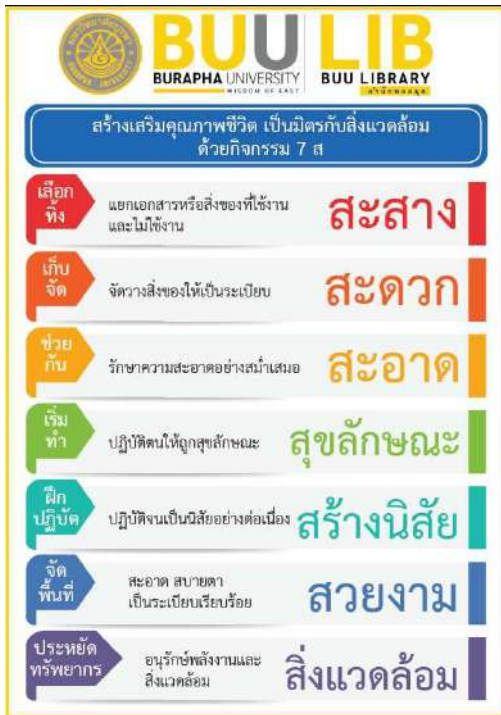 BUU LIB
BURAPHA UNIVERSITY
WISDOM OF EAST
BUU LIBRARY
สำนักหอสมุด
สร้างเสริมคุณภาพชีวิต เป็นมิตรกับสิ่งแวดล้อม
ด้วยกิจกรรม 7 ส
เลือก
ทิ้ง
แยกเอกสารหรือสิ่งของที่ใช้งาน
และไม่ใช้งาน
สะสาง
เก็บ
จัด
จัดวางสิ่งของให้เป็นระเบียบ
สะดวก
ช่วย
กัน
รักษาความสะอาดอย่างสม่ำเสมอ
สะอาด
เริ่ม
ทำ
ปฏิบัติตนให้ถูกสุขลักษณะ
สุขลักษณะ
ฝึก
ปฏิบัติ
ปฏิบัติจนเป็นนิสัยอย่างต่อเนื่อง
สร้างนิสัย
จัด
พื้นที่
สะอาด สบายตา
เป็นระเบียบเรียบร้อย
สวยงาม
ประหยัด
ทรัพยากร
อนุรักษ์พลังงานและ
สิ่งแวดล้อม
สิ่งแวดล้อม